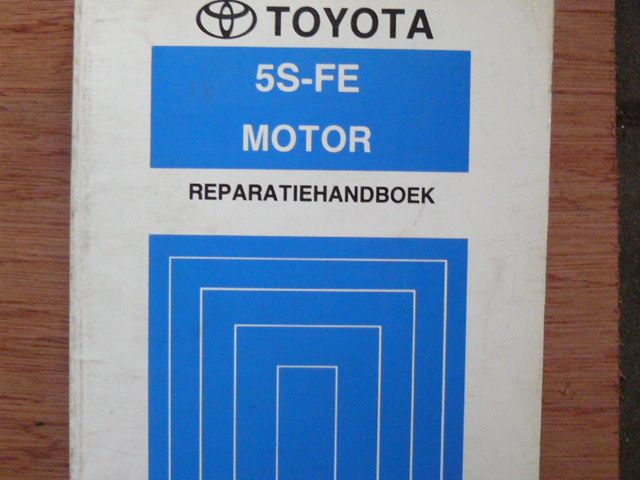 TOYOTA
5S-FE
MOTOR
REPARATIEHANDBOEK